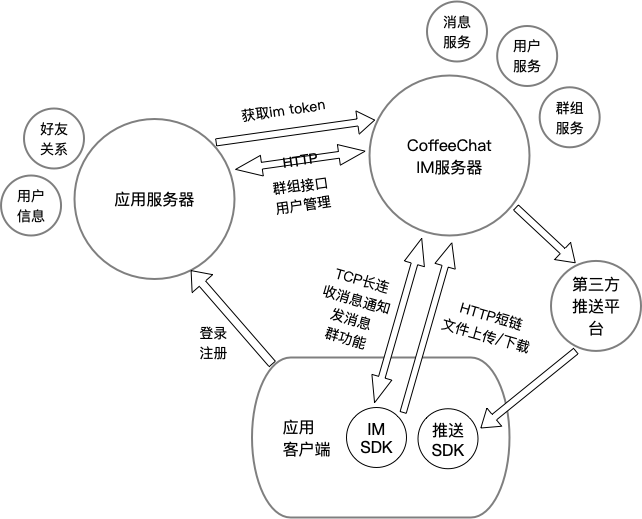 消息
服务
用户
服务
群组
服务
获取im token
好友
关系
CoffeeChat
IM服务器
HTTP
群组接口
用户管理
应用服务器
用户
信息
第三方
推送平
台
TCP长连
收消息通知
发消息
群功能
HTTP短链
文件上传/下载
登录
注册
应用
客户端
IM
SDK
推送
SDK